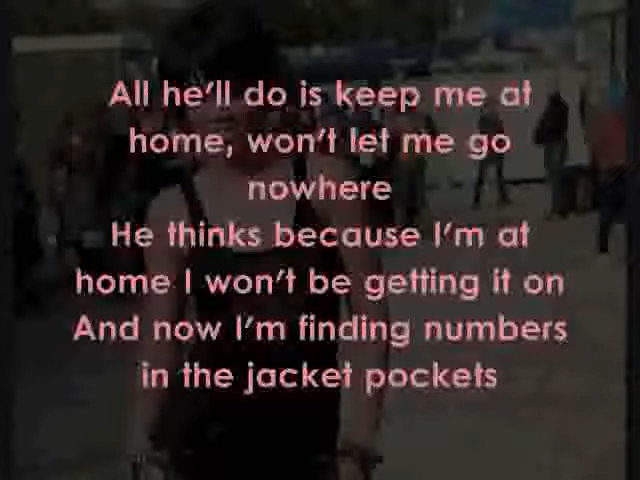 All he'll do is keep me at
home, won't let me go
nowhere
He thinks because I'm at
home I won't be getting it on
And now I'm finding numbers
in the jacket pockets